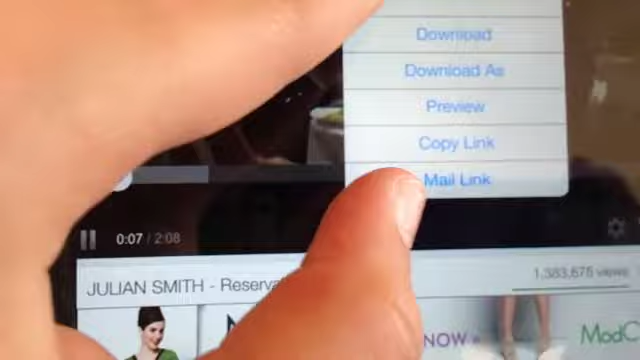 Download
Download As
Preview
Copy Link
Mail Link
0:07 / 2:08
JULIAN SMITH - Reserva
1,383,675 views
NOW
ModC